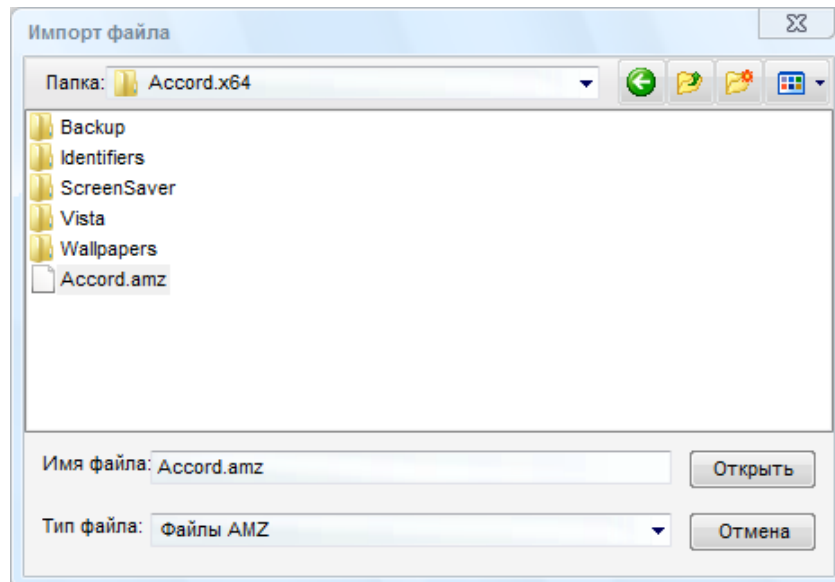 Импорт файла
Папка: Accord.x64
Backup
Identifiers
ScreenSaver
Vista
Wallpapers
Accord.amz
Имя файла: Accord.amz
Открыть
Тип файла: Файлы AMZ
Отмена